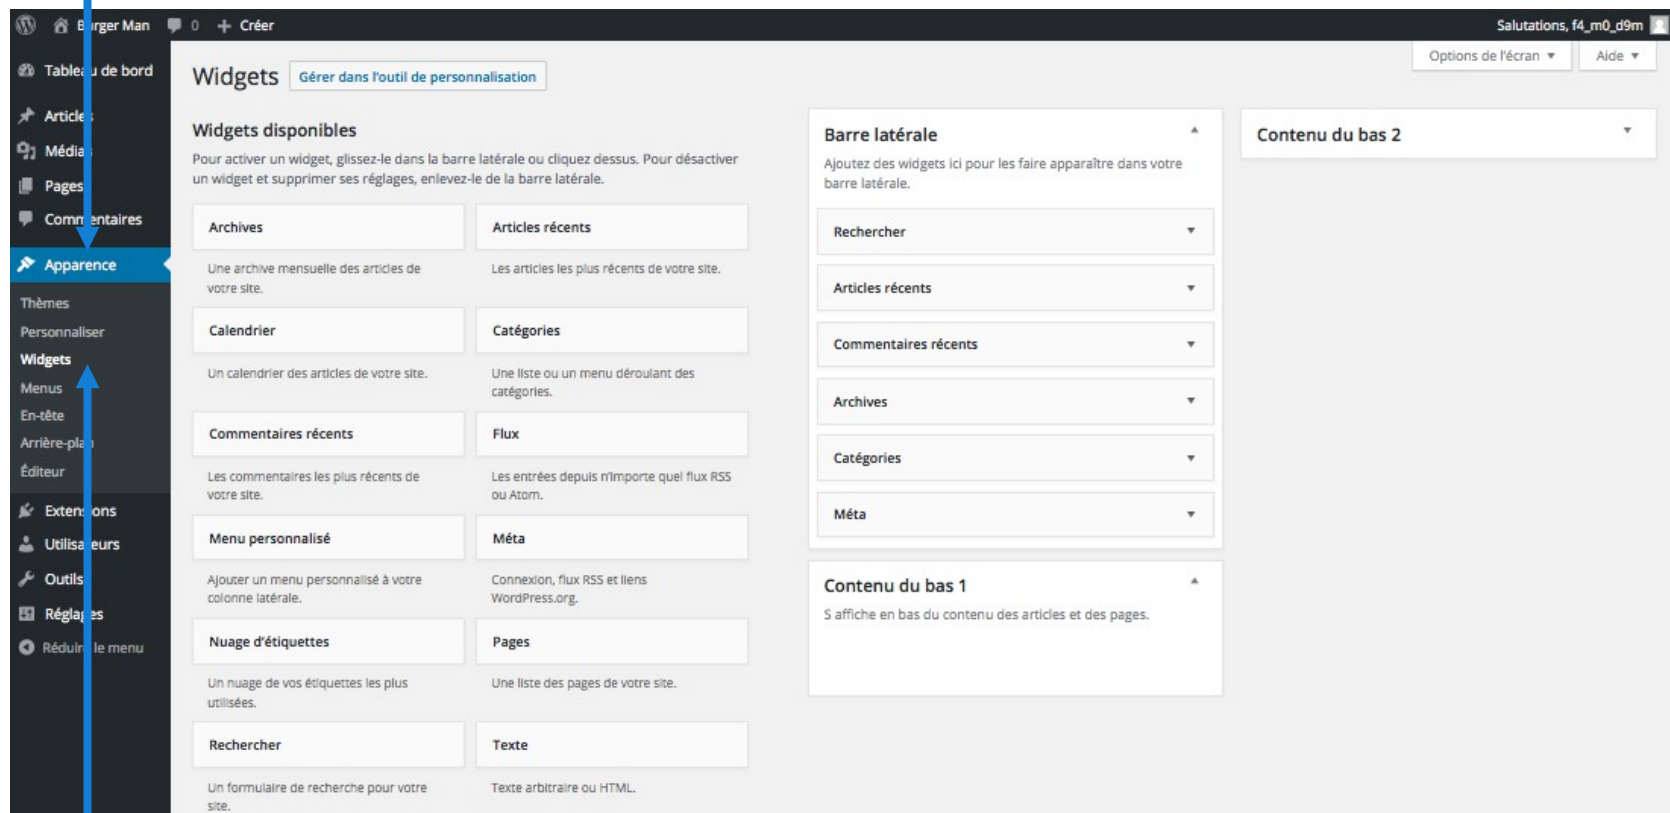 Burger Man 0 Créer
Salutations, f4_m0_d9m
Options de l'écran Aide
Tableau de bord
Articles
Médias
Pages
Commentaires
Apparence
Thèmes
Personnaliser
Widgets
Menus
En-tête
Arrière-plan
Éditeur
Extensions
Utilisateurs
Outils
Réglages
Réduire le menu
Widgets Gérer dans l'outil de personnalisation
Widgets disponibles
Pour activer un widget, glissez-le dans la barre latérale ou cliquez dessus. Pour désactiver
un widget et supprimer ses réglages, enlevez-le de la barre latérale.
Archives
Une archive mensuelle des articles de
votre site.
Articles récents
Les articles les plus récents de votre site.
Calendrier
Un calendrier des articles de votre site.
Catégories
Une liste ou un menu déroulant des
catégories.
Commentaires récents
Les commentaires les plus récents de
votre site.
Flux
Les entrées depuis n'importe quel flux RSS
ou Atom.
Menu personnalisé
Ajouter un menu personnalisé à votre
colonne latérale.
Méta
Connexion, flux RSS et liens
WordPress.org.
Nuage d'étiquettes
Un nuage de vos étiquettes les plus
utilisées.
Pages
Une liste des pages de votre site.
Rechercher
Un formulaire de recherche pour votre
site.
Texte
Texte arbitraire ou HTML.
Barre latérale
Ajoutez des widgets ici pour les faire apparaître dans votre
barre latérale.
Rechercher
Articles récents
Commentaires récents
Archives
Catégories
Méta
Contenu du bas 1
S affiche en bas du contenu des articles et des pages.
Contenu du bas 2